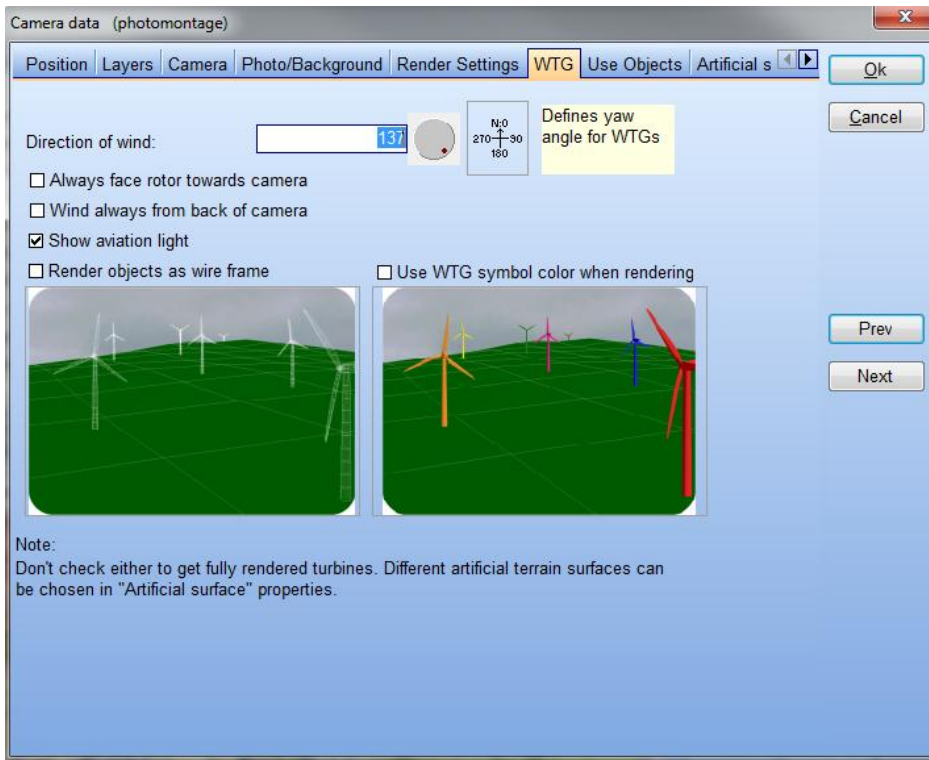 Camera data (photomontage)
x
Position Layers Camera Photo/Background Render Settings WTG Use Objects Artificial s
Ok
Cancel
Direction of wind: 137
N:0
270 90
180
Defines yaw
angle for WTGs
Always face rotor towards camera
Wind always from back of camera
Show aviation light
Render objects as wire frame
Use WTG symbol color when rendering
Prev
Next
Note:
Don't check either to get fully rendered turbines. Different artificial terrain surfaces can
be chosen in "Artificial surface" properties.